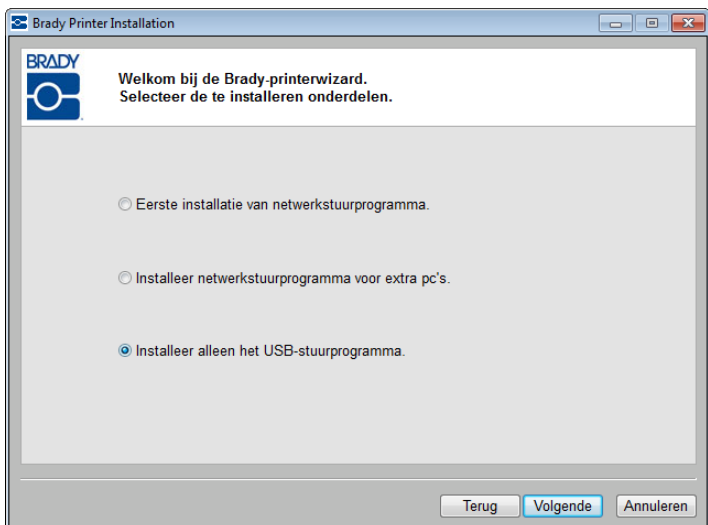 Brady Printer Installation
BRADY
Welkom bij de Brady-printerwizard.
Selecteer de te installeren onderdelen.
Eerste installatie van netwerkstuurprogramma.
Installeer netwerkstuurprogramma voor extra pc's.
Installeer alleen het USB-stuurprogramma.
Terug Volgende Annuleren